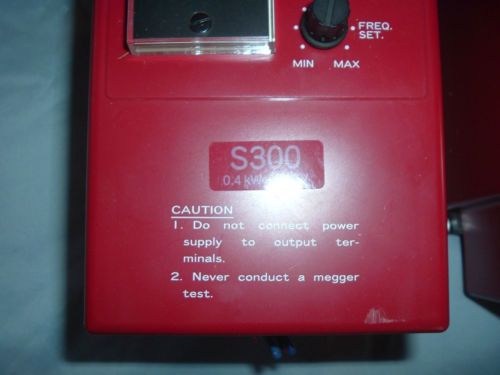 FREQ.
SET.
MIN MAX
S300
0.4 kW
CAUTION
1. Do not connect power
supply to output ter-
minals.
2. Never conduct a megger
test.